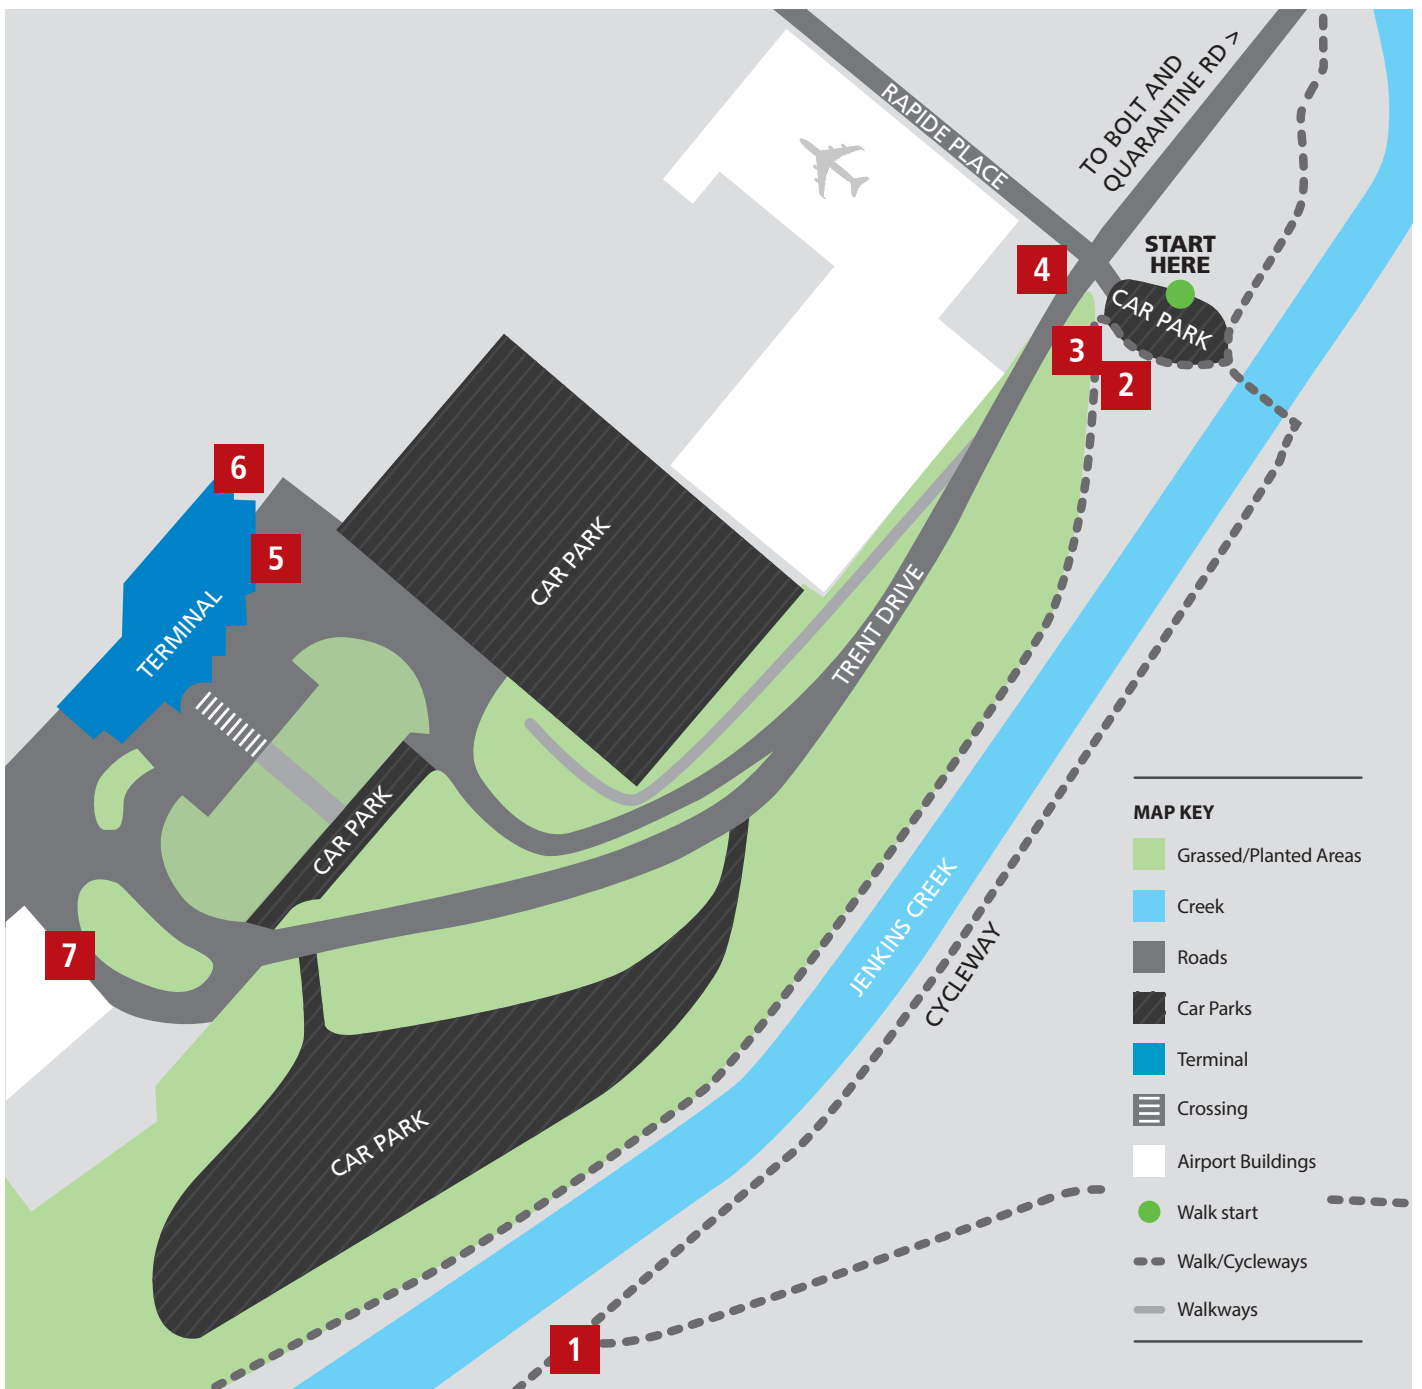 RAPIDE PLACE
TO BOLT AND
QUARANTINE RD >
START
HERE
4
CAR PARK
3
2
6
5
CAR PARK
TERMINAL
TRENT DRIVE
CAR PARK
7
JENKINS CREEK
CYCLEWAY
CAR PARK
1
MAP KEY
Grassed/Planted Areas
Creek
Roads
Car Parks
Terminal
Crossing
Airport Buildings
Walk start
Walk/Cycleways
Walkways